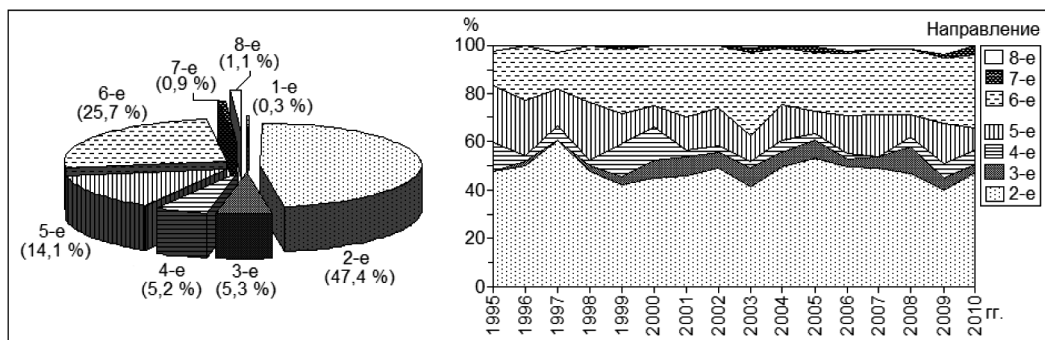 8-е
(1,1 %)
7-е
(0,9 %)
1-е
(0,3 %)
6-е
(25,7 %)
5-е
(14,1 %)
4-е
(5,2 %)
3-е
(5,3 %)
2-е
(47,4 %)
%
100
80
60
40
20
0
1995
1996
1997
1998
1999
2000
2001
2002
2003
2004
2005
2006
2007
2008
2009
2010
гг.
Направление
8-е
7-е
6-е
5-е
4-е
3-е
2-е